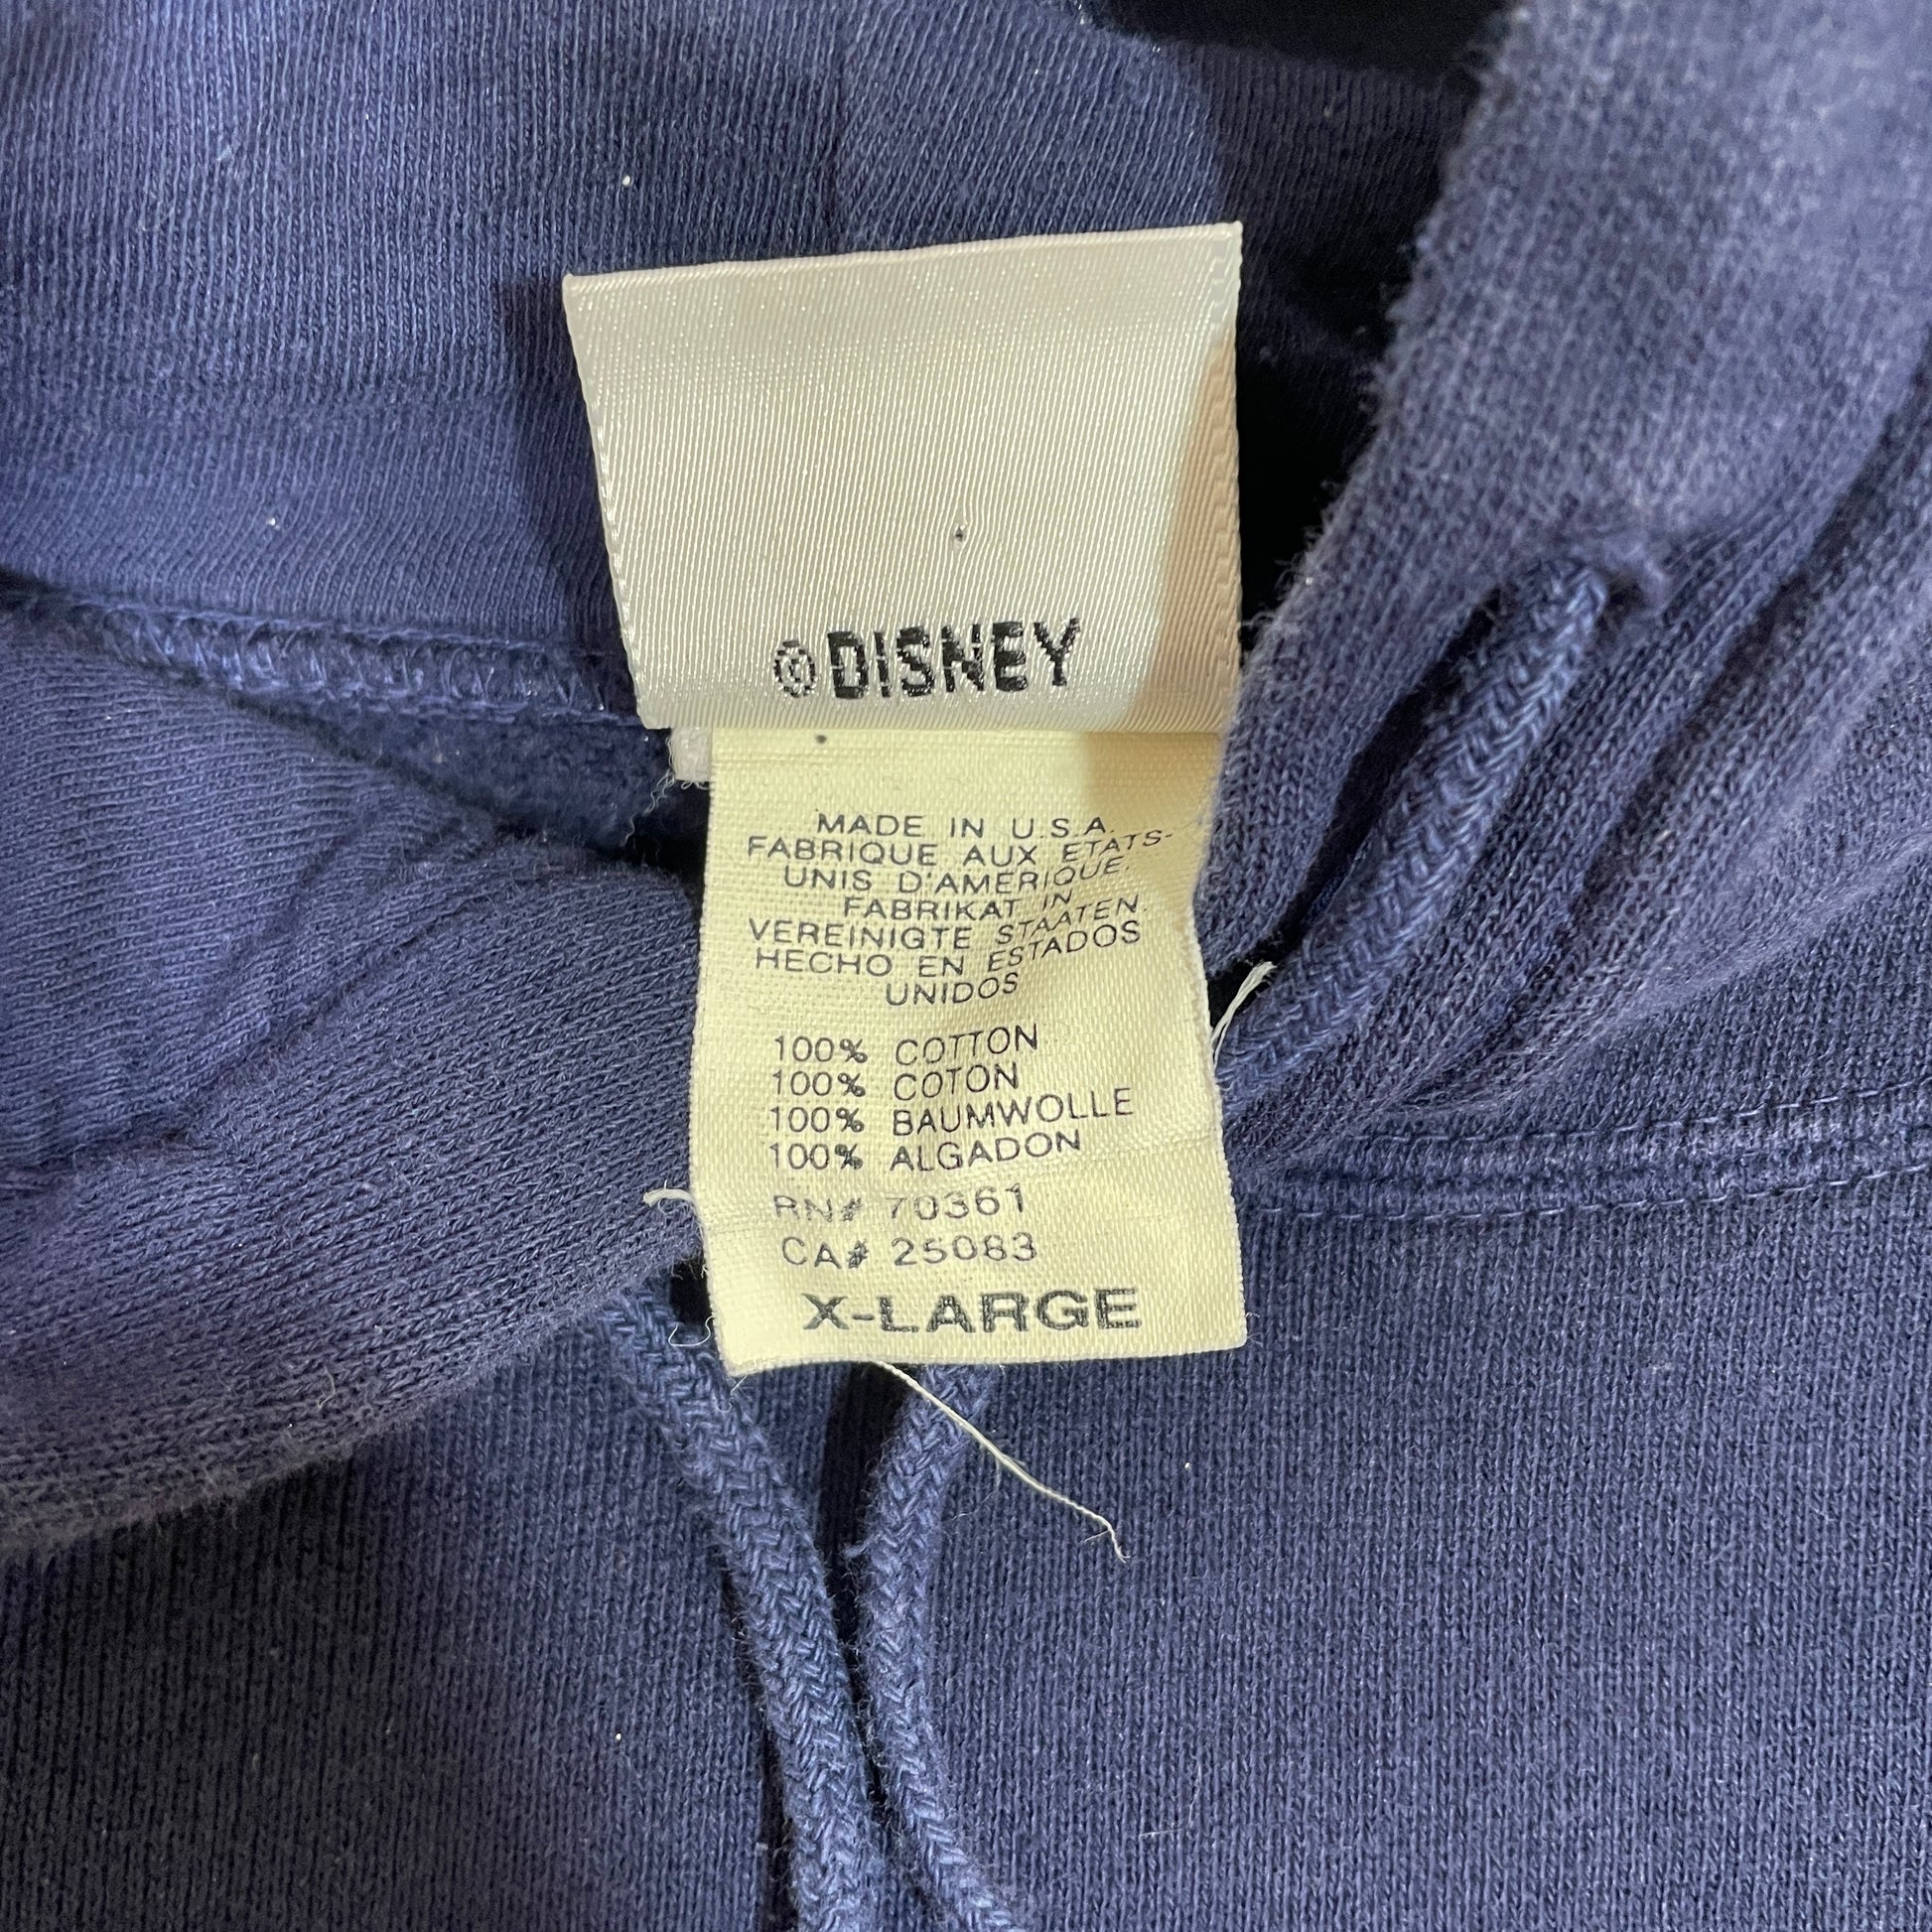 © DISNEY
MADE IN U.S.A.
FABRIQUE AUX ETATS-
UNIS D'AMERIQUE.
FABRIKAT IN
VEREINIGTE STAATEN.
HECHO EN ESTADOS
UNIDOS
100% COTTON
100% COTON
100% BAUMWOLLE
100% ALGADON
RN# 70361
CA# 25083
X-LARGE